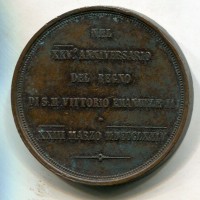 NEL
XXV° ANNIVERSARIO
DEL REGNO
DI S.M. VITTORIO EMANUELE II
XXIII MARZO